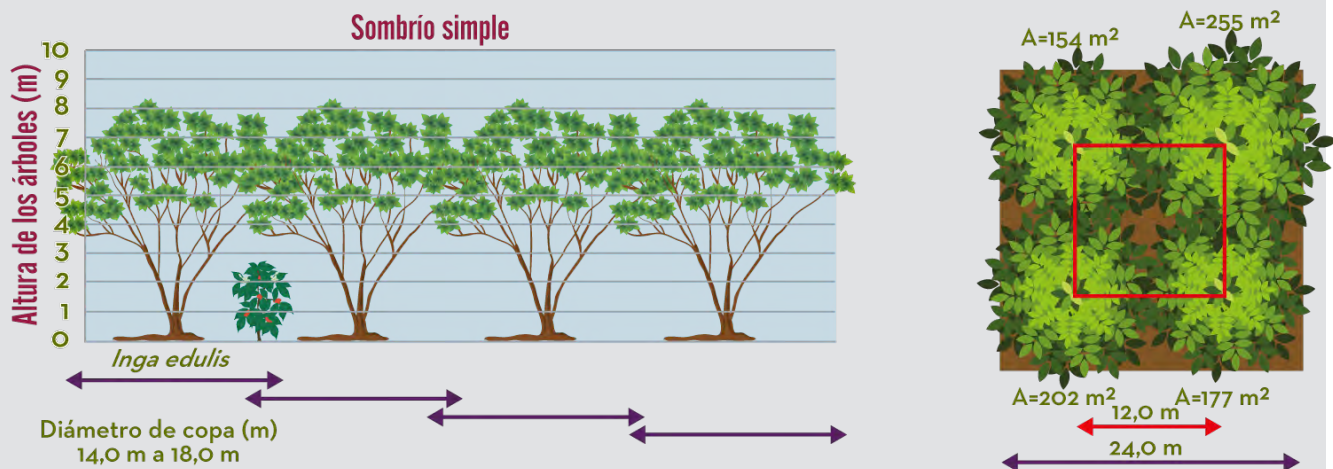 Sombrío simple
Altura de los árboles (m)
10
9
8
7
6
5
4
3
2
1
0
Inga edulis
Diámetro de copa (m)
14,0 m a 18,0 m
A=154 m²
A=255 m²
A=202 m²
A=177 m²
12,0 m
24,0 m